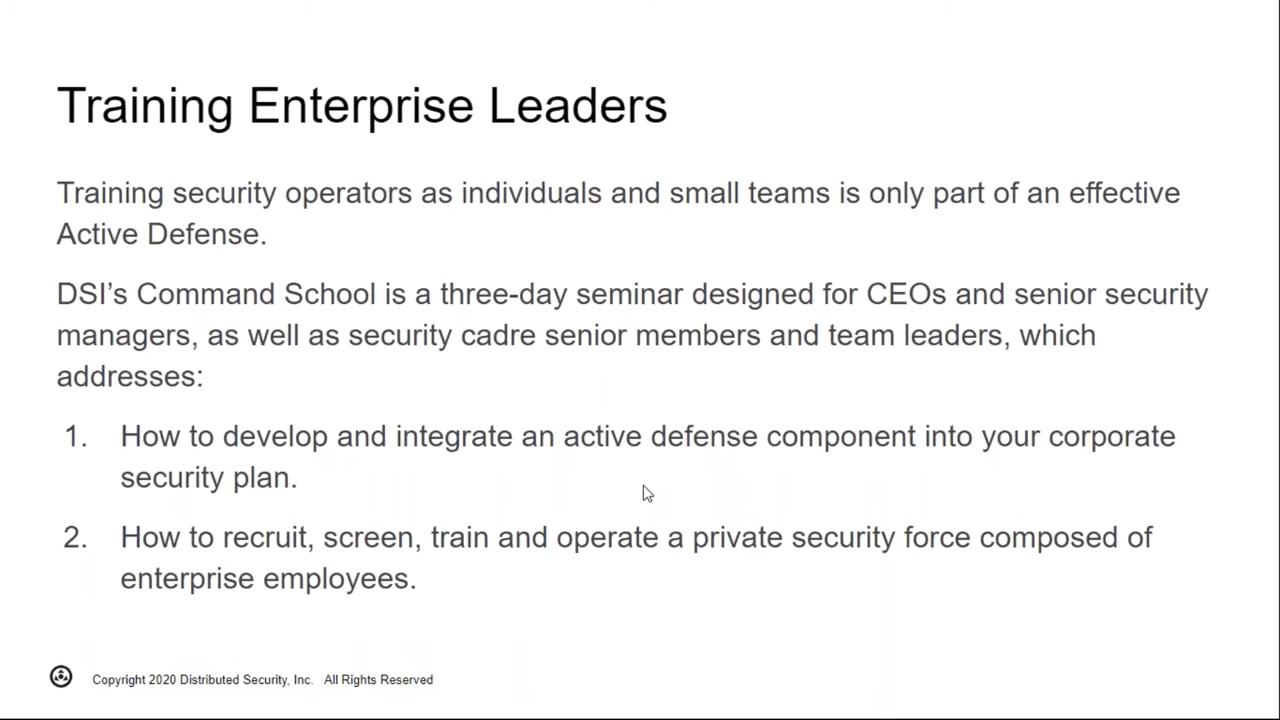 Training Enterprise Leaders
Training security operators as individuals and small teams is only part of an effective
Active Defense.
DSI’s Command School is a three-day seminar designed for CEOs and senior security
managers, as well as security cadre senior members and team leaders, which
addresses:
1. How to develop and integrate an active defense component into your corporate
security plan.
2. How to recruit, screen, train and operate a private security force composed of
enterprise employees.
Copyright 2020 Distributed Security, Inc. All Rights Reserved